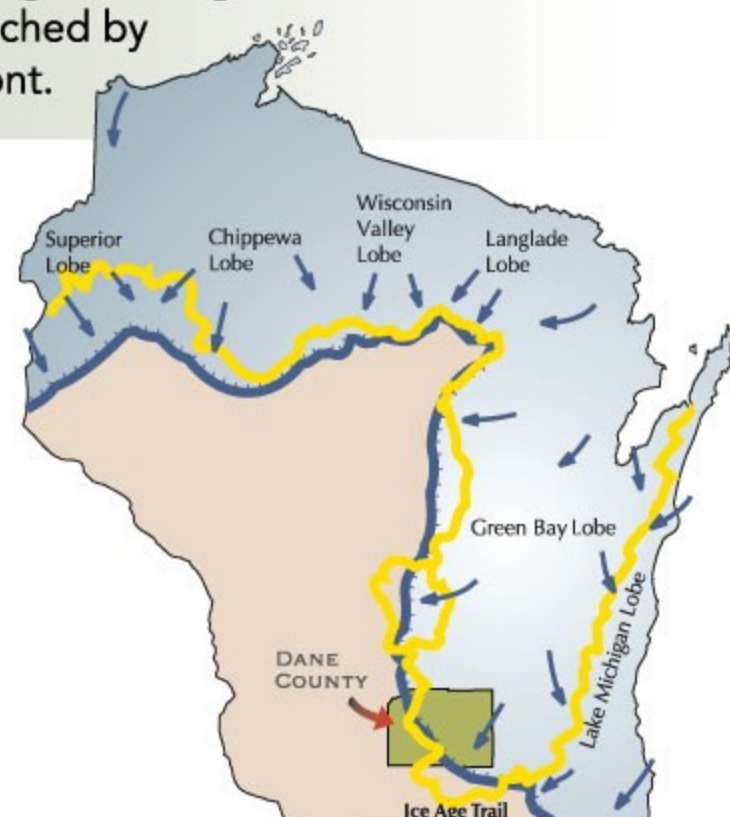 ched by
nt.
Superior
Lobe
Chippewa
Lobe
Wisconsin
Valley
Lobe
Langlade
Lobe
Green Bay Lobe
Lake Michigan Lobe
DANE
COUNTY
Ice Age Trail